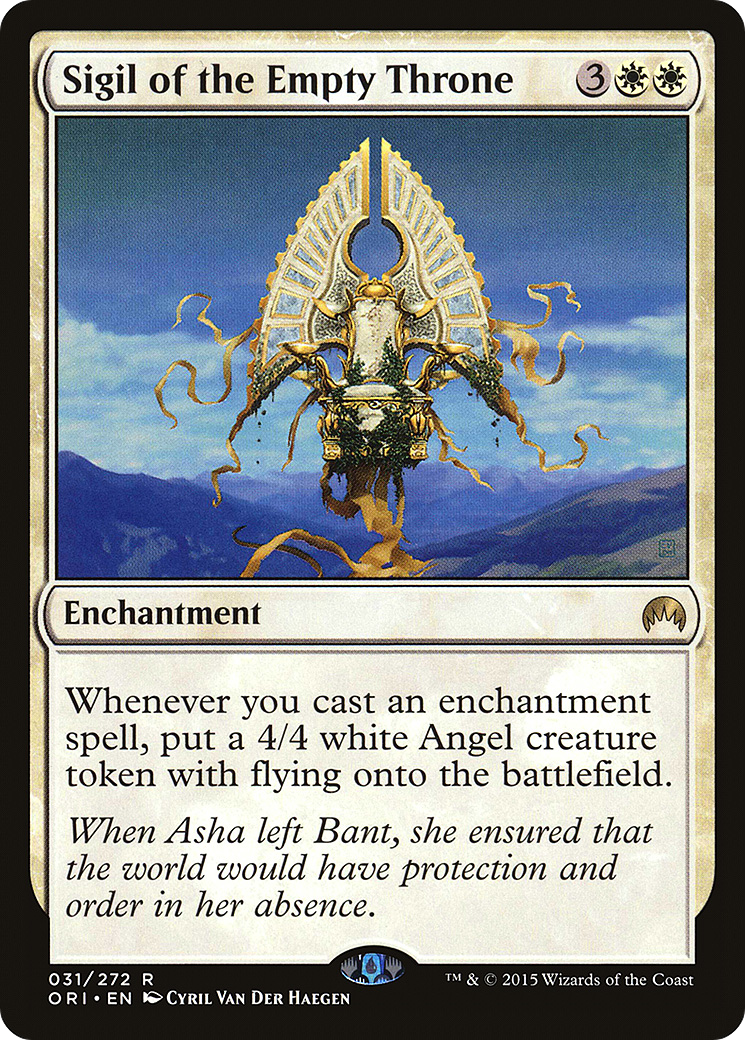 Sigil of the Empty Throne 3
Enchantment
Whenever you cast an enchantment
spell, put a 4/4 white Angel creature
token with flying onto the battlefield.
When Asha left Bant, she ensured that
the world would have protection and
order in her absence.
031/272 R
ORI • EN Cyril Van Der Haegen
™ & © 2015 Wizards of the Coast